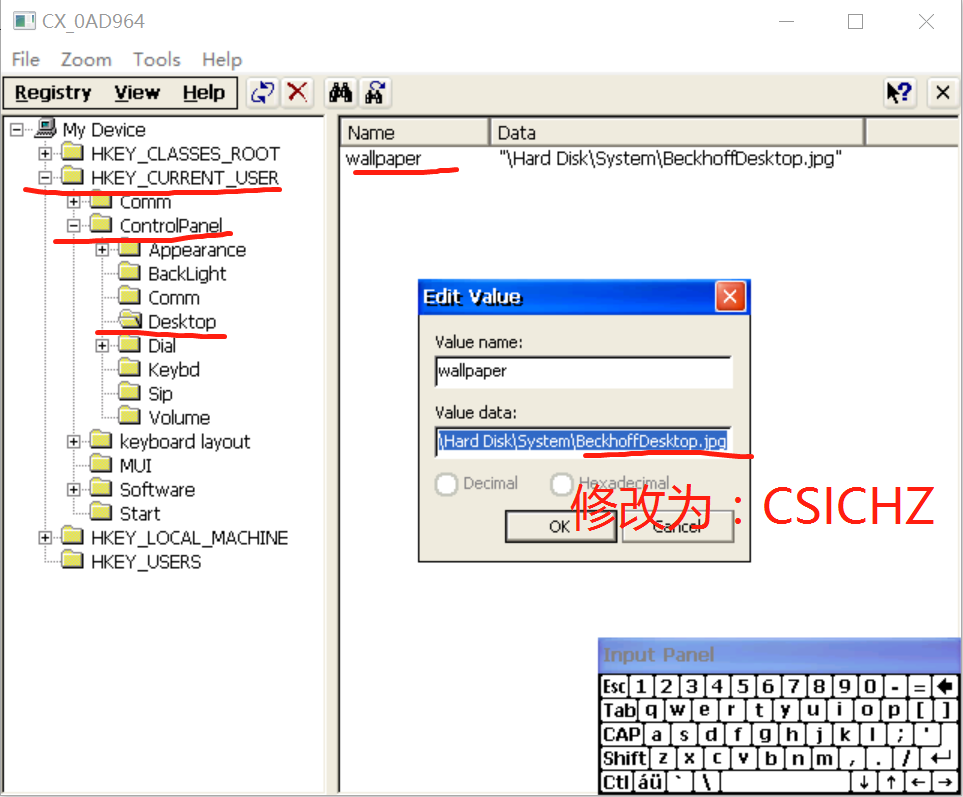 CX_0AD964
File Zoom Tools Help
Registry View Help
My Device
HKEY_CLASSES_ROOT
HKEY_CURRENT_USER
Comm
ControlPanel
Appearance
BackLight
Comm
Desktop
Dial
Keybd
Sip
Volume
keyboard layout
MUI
Software
Start
HKEY_LOCAL_MACHINE
HKEY_USERS
Name Data
wallpaper "\Hard Disk\System\BeckhoffDesktop.jpg"
Edit Value
Value name:
wallpaper
Value data:
\Hard Disk\System\BeckhoffDesktop.jpg
Decimal Hexadecimal
修改为：CSICHZ
OK Cancel
Input Panel
Esc 1 2 3 4 5 6 7 8 9 0 - =
Tab q w e r t y u i o p [ ]
CAP a s d f g h j k l ; '
Shift z x c v b n m , . /
Ctl áü ` \